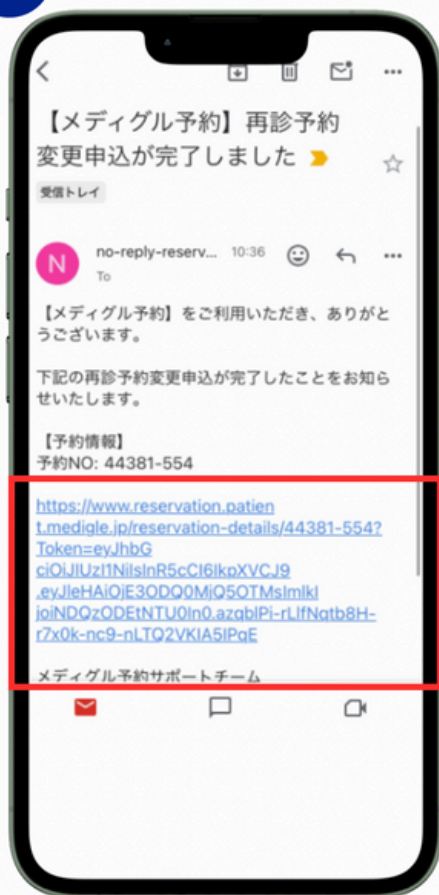 【メディグル予約】再診予約
変更申込が完了しました
受信トレイ
N
no-reply-reserv... 10:36
To
【メディグル予約】をご利用いただき、ありがと
うございます。
下記の再診予約変更申込が完了したことをお知ら
せいたします。
【予約情報】
予約NO: 44381-554
https://www.reservation.patien
t.medigle.jp/reservation-details/44381-554?
Token=eyJhbG
ciOiJIUzI1NiIsInR5cCI6IkpXVCJ9
.eyJleHAiOjE3ODQ0MjQ5OTMsImlkI
joiNDQzODEtNTU0In0.azqblPi-rLlfNqtb8H-
r7x0k-nc9-nLTQ2VKIA5lPqE
メディグル予約サポートチーム